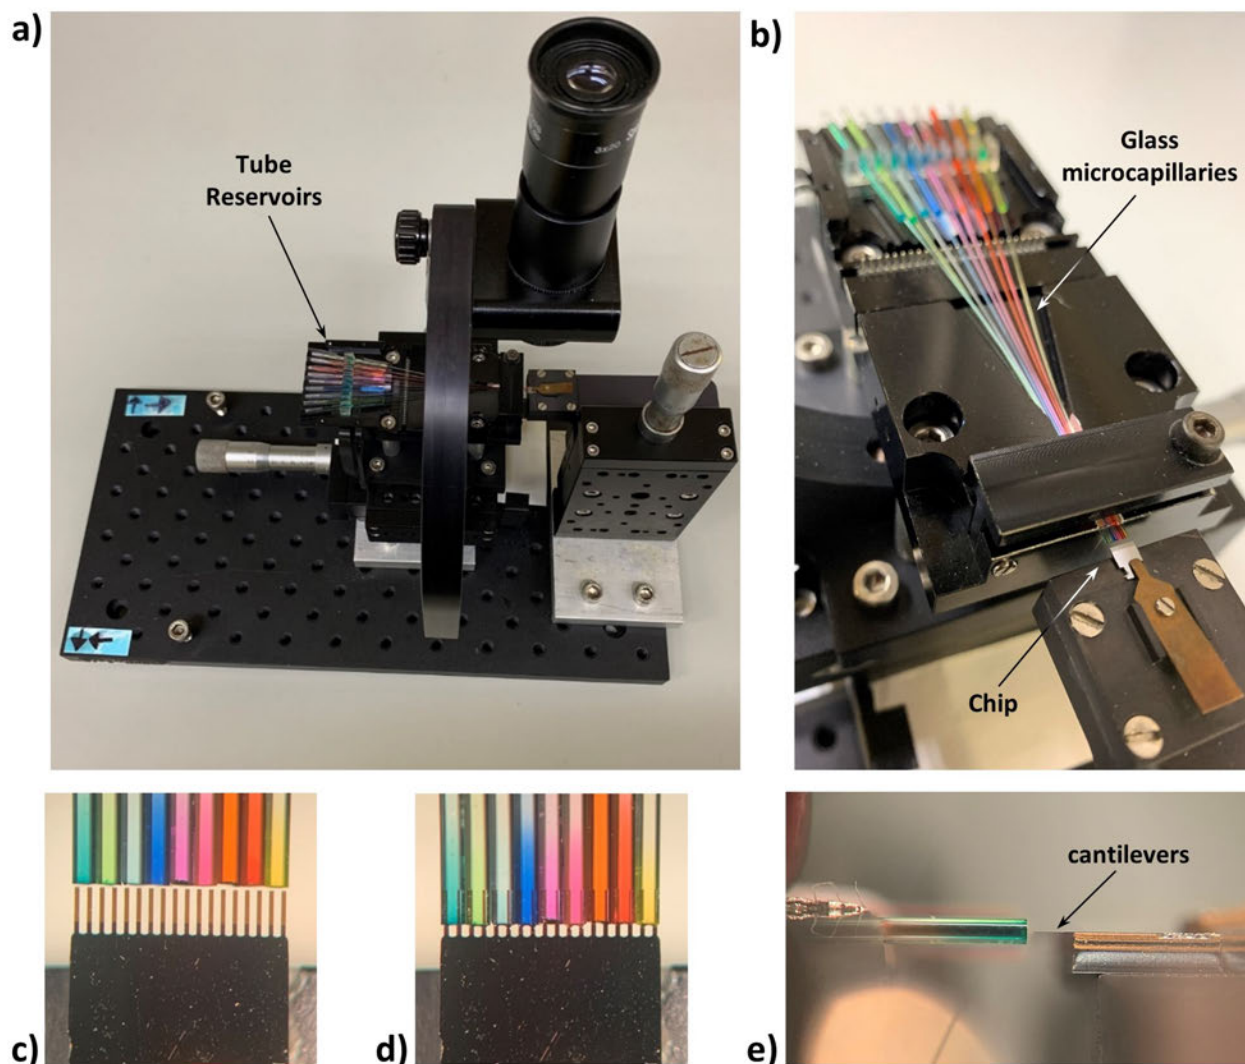 a)
Tube
Reservoirs
b)
Glass
microcapillaries
Chip
c)
d)
e)
cantilevers